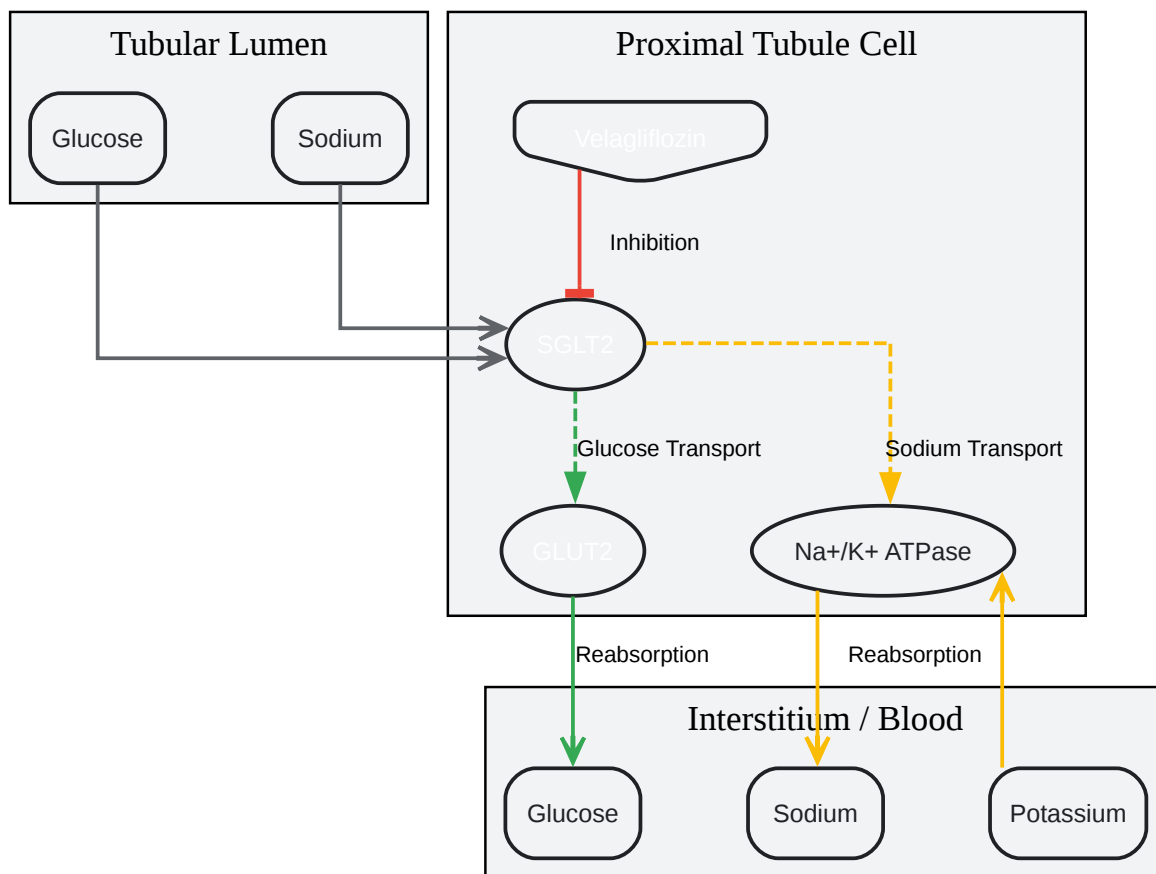 Tubular Lumen
Proximal Tubule Cell
Glucose
Sodium
Velagliflozin
Inhibition
SGLT2
Glucose Transport
Sodium Transport
GLUT2
Na+/K+ ATPase
Reabsorption
Reabsorption
Interstitium / Blood
Glucose
Sodium
Potassium